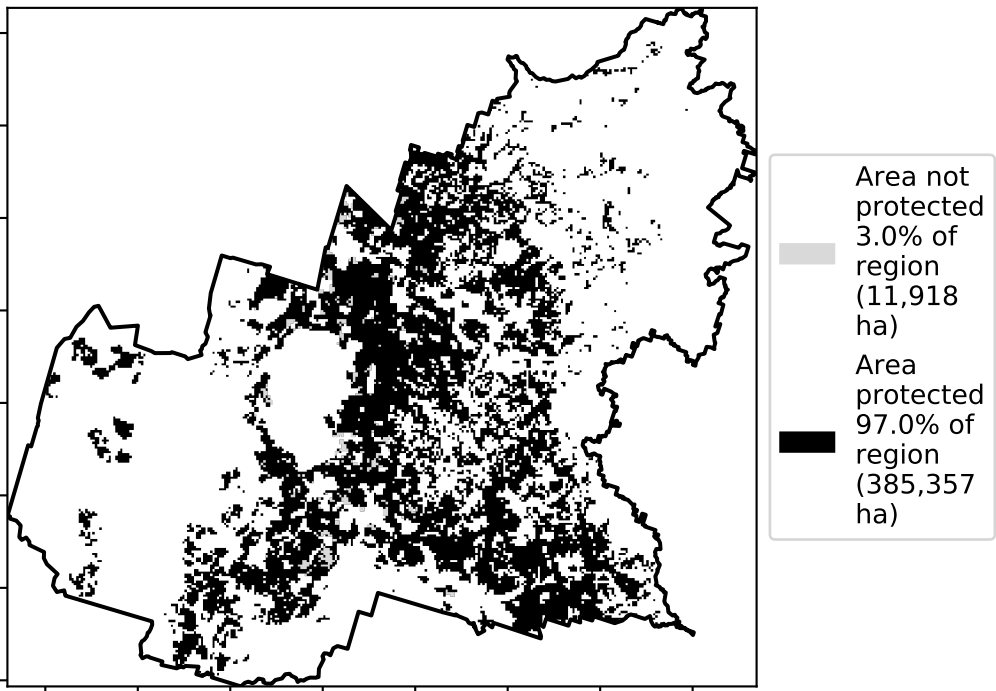 Area not
protected
3.0% of
region
(11,918
ha)
Area
protected
97.0% of
region
(385,357
ha)